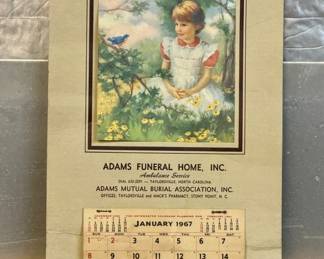 ADAMS FUNERAL HOME, INC.
Ambulance Service
TAYLORSVILLE, NORTH CAROLINA
ADAMS MUTUAL BURIAL ASSOCIATION, INC.
OFFICES; TAYLORSVILLE and MACK'S PHARMACY, STONY POINT, N. C.
JANUARY 1967
1 2 3 4 5 6 7
8 9 10 11 12 13 14